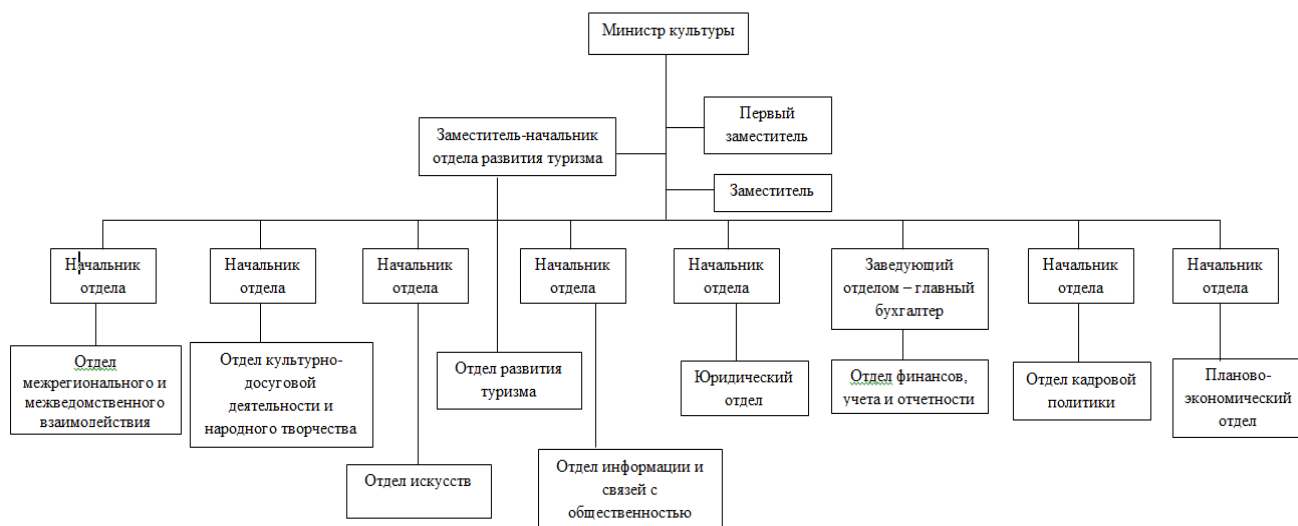 Министр культуры
Первый
заместитель
Заместитель-начальник
отдела развития туризма
Заместитель
Начальник
отдела
Начальник
отдела
Начальник
отдела
Начальник
отдела
Начальник
отдела
Заведующий
отделом – главный
бухгалтер
Начальник
отдела
Начальник
отдела
Отдел
межрегионального и
межведомственного
взаимодействия
Отдел культурно-
досуговой
деятельности и
народного творчества
Отдел искусств
Отдел развития
туризма
Отдел информации и
связей с
общественностью
Юридический
отдел
Отдел финансов,
учета и отчетности
Отдел кадровой
политики
Планово-
экономический
отдел